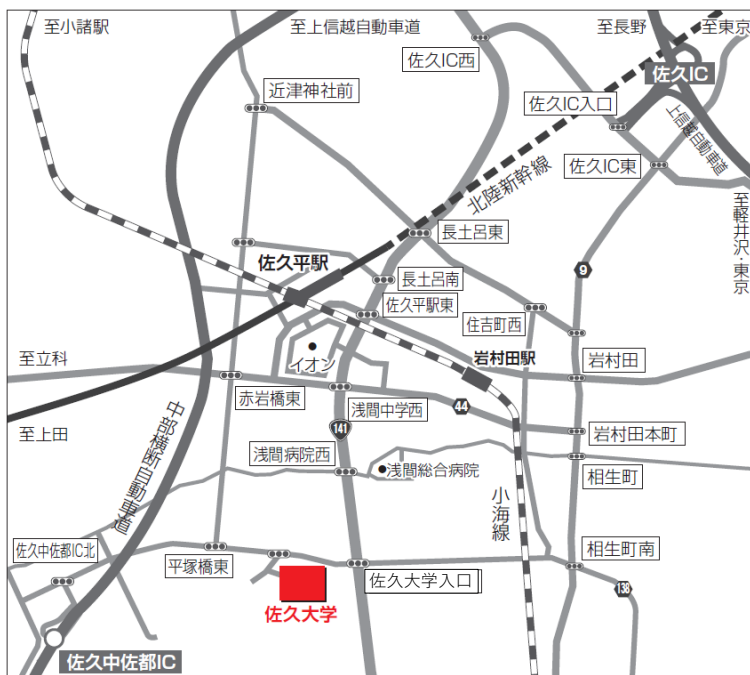 至小諸駅
至上信越自動車道
至長野
至東京
佐久IC西
佐久IC
近津神社前
佐久IC入口
上信越自動車道
佐久IC東
北陸新幹線
至軽井沢・東京
長土呂東
佐久平駅
9
長土呂南
佐久平駅東
住吉町西
イオン
岩村田駅
岩村田
至立科
赤岩橋東
浅間中学西
44
至上田
141
岩村田本町
中部横断自動車道
浅間病院西
浅間総合病院
相生町
小海線
佐久中佐都IC北
平塚橋東
佐久大学入口
相生町南
138
佐久大学
佐久中佐都IC